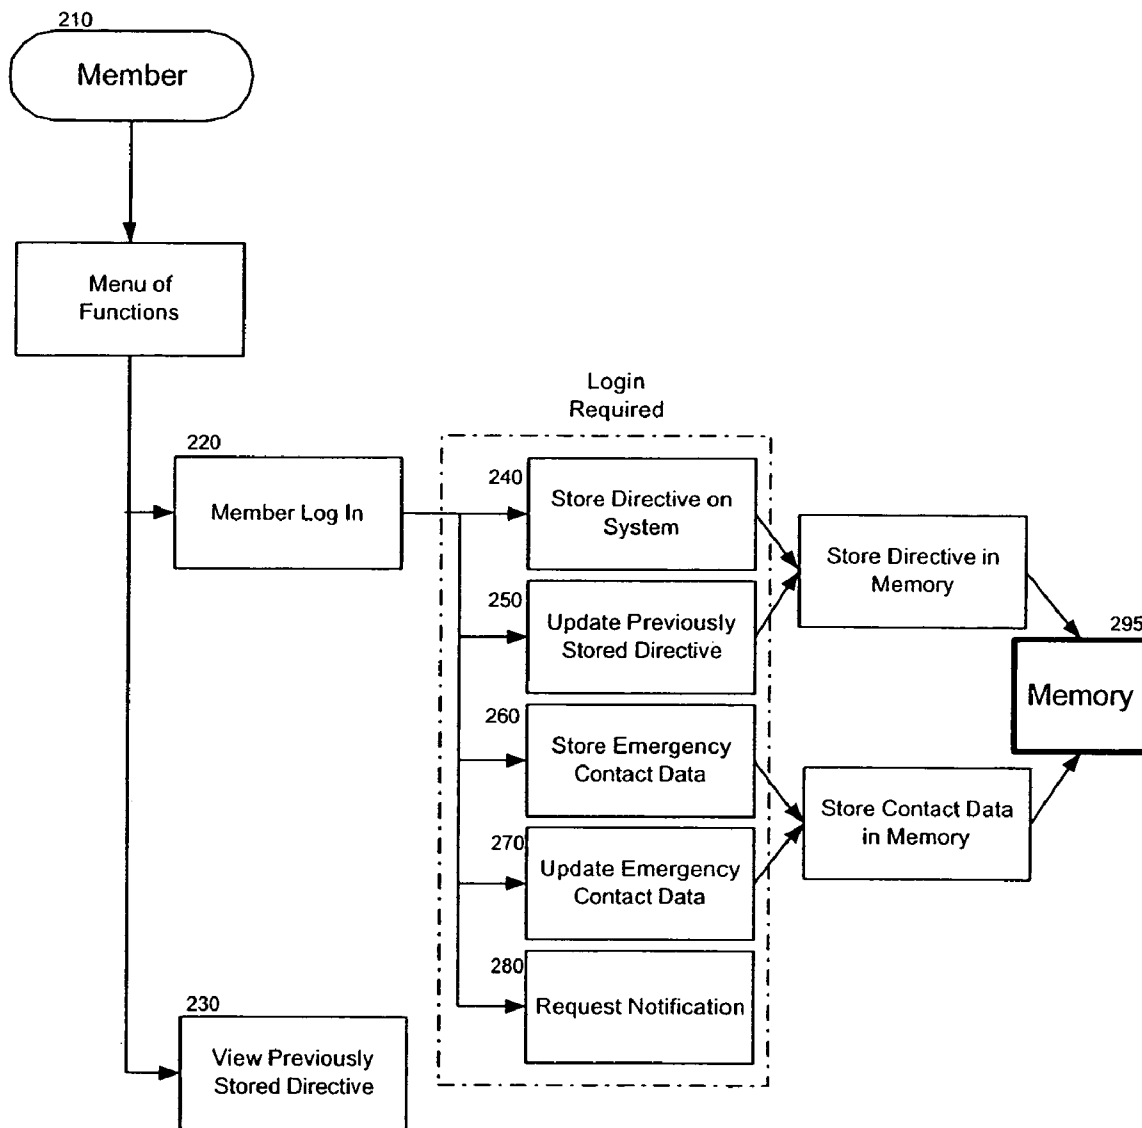 210
Member
Menu of
Functions
Login
Required
220
Member Log In
240
Store Directive on
System
250
Update Previously
Stored Directive
260
Store Emergency
Contact Data
270
Update Emergency
Contact Data
280
Request Notification
Store Directive in
Memory
295
Memory
Store Contact Data
in Memory
230
View Previously
Stored Directive